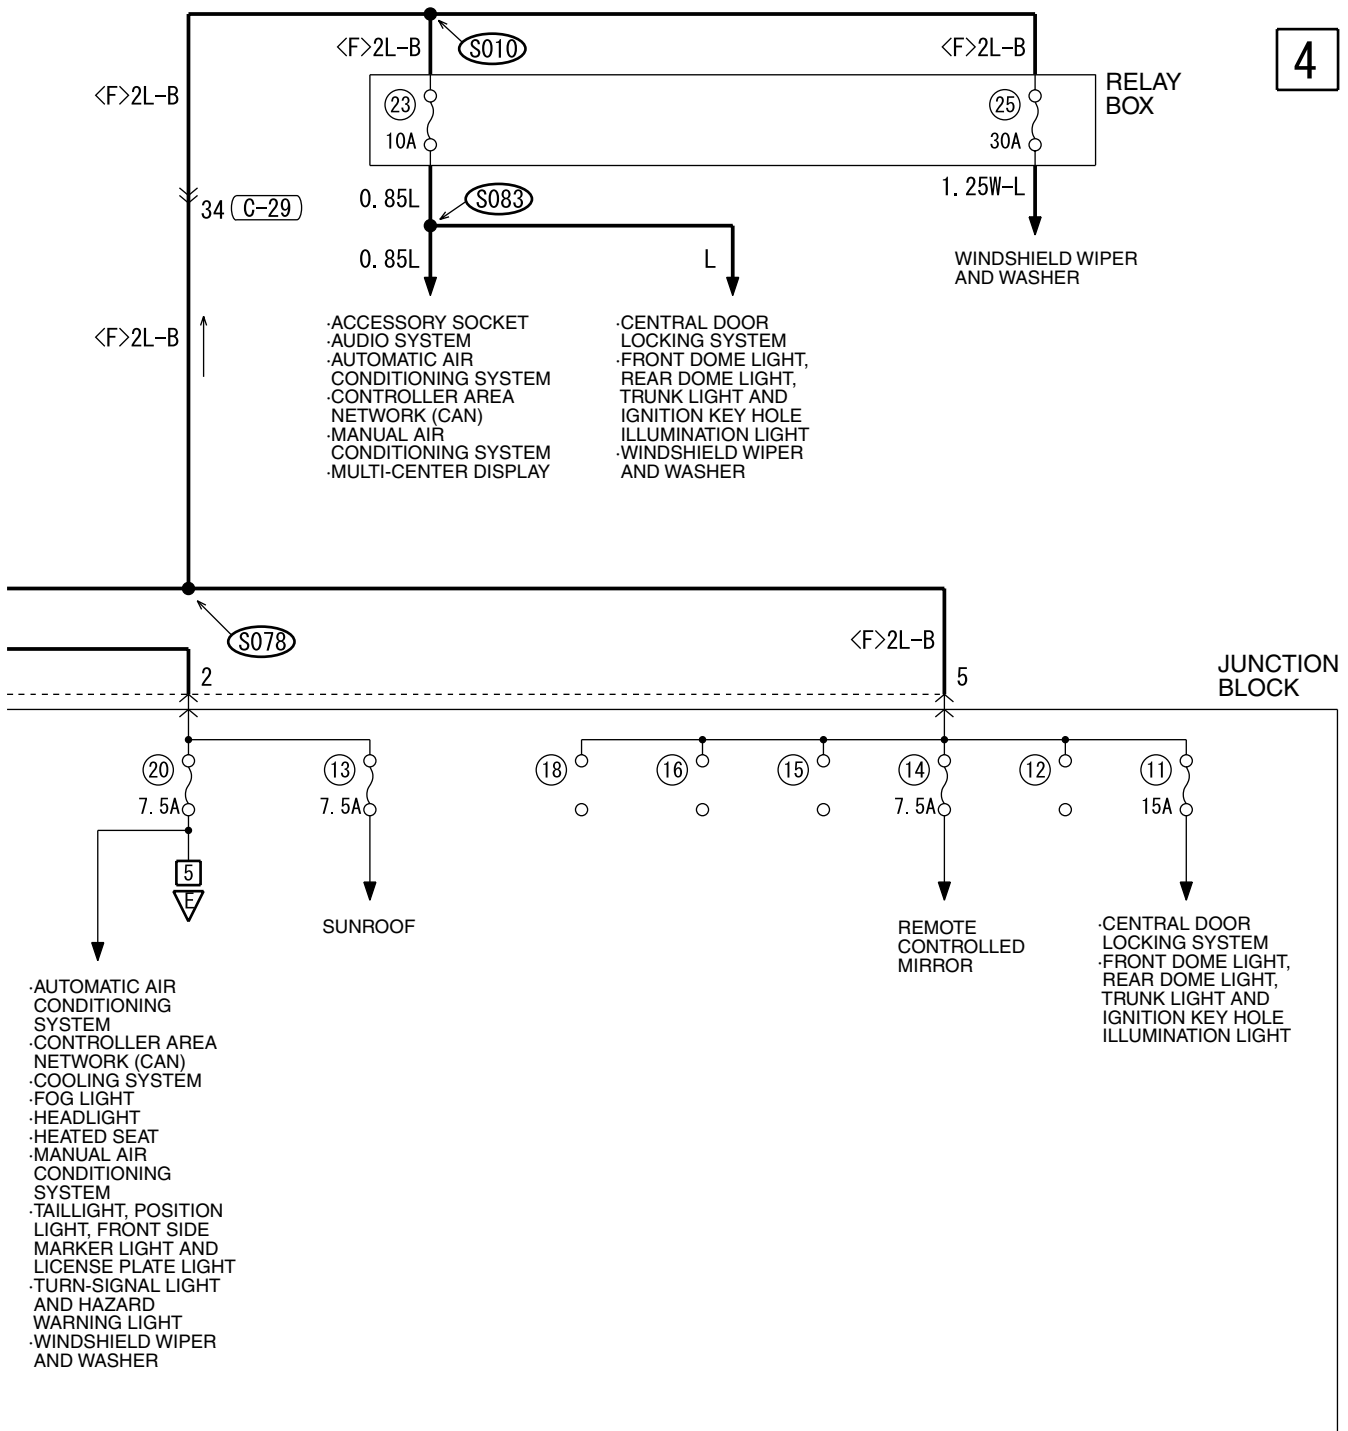 <F>2L-B
S010
<F>2L-B
4
<F>2L-B
23
10A
25
30A
RELAY
BOX
34
C-29
0.85L
S083
1.25W-L
0.85L
L
WINDSHIELD WIPER
AND WASHER
<F>2L-B
·ACCESSORY SOCKET
·AUDIO SYSTEM
·AUTOMATIC AIR
CONDITIONING SYSTEM
·CONTROLLER AREA
NETWORK (CAN)
·MANUAL AIR
CONDITIONING SYSTEM
·MULTI-CENTER DISPLAY
·CENTRAL DOOR
LOCKING SYSTEM
·FRONT DOME LIGHT,
REAR DOME LIGHT,
TRUNK LIGHT AND
IGNITION KEY HOLE
ILLUMINATION LIGHT
·WINDSHIELD WIPER
AND WASHER
S078
<F>2L-B
2
5
JUNCTION
BLOCK
20
7.5A
13
7.5A
18
16
15
14
7.5A
12
11
15A
5
E
SUNROOF
REMOTE
CONTROLLED
MIRROR
·CENTRAL DOOR
LOCKING SYSTEM
·FRONT DOME LIGHT,
REAR DOME LIGHT,
TRUNK LIGHT AND
IGNITION KEY HOLE
ILLUMINATION LIGHT
·AUTOMATIC AIR
CONDITIONING
SYSTEM
·CONTROLLER AREA
NETWORK (CAN)
·COOLING SYSTEM
·FOG LIGHT
·HEADLIGHT
·HEATED SEAT
·MANUAL AIR
CONDITIONING
SYSTEM
·TAILLIGHT, POSITION
LIGHT, FRONT SIDE
MARKER LIGHT AND
LICENSE PLATE LIGHT
·TURN-SIGNAL LIGHT
AND HAZARD
WARNING LIGHT
·WINDSHIELD WIPER
AND WASHER